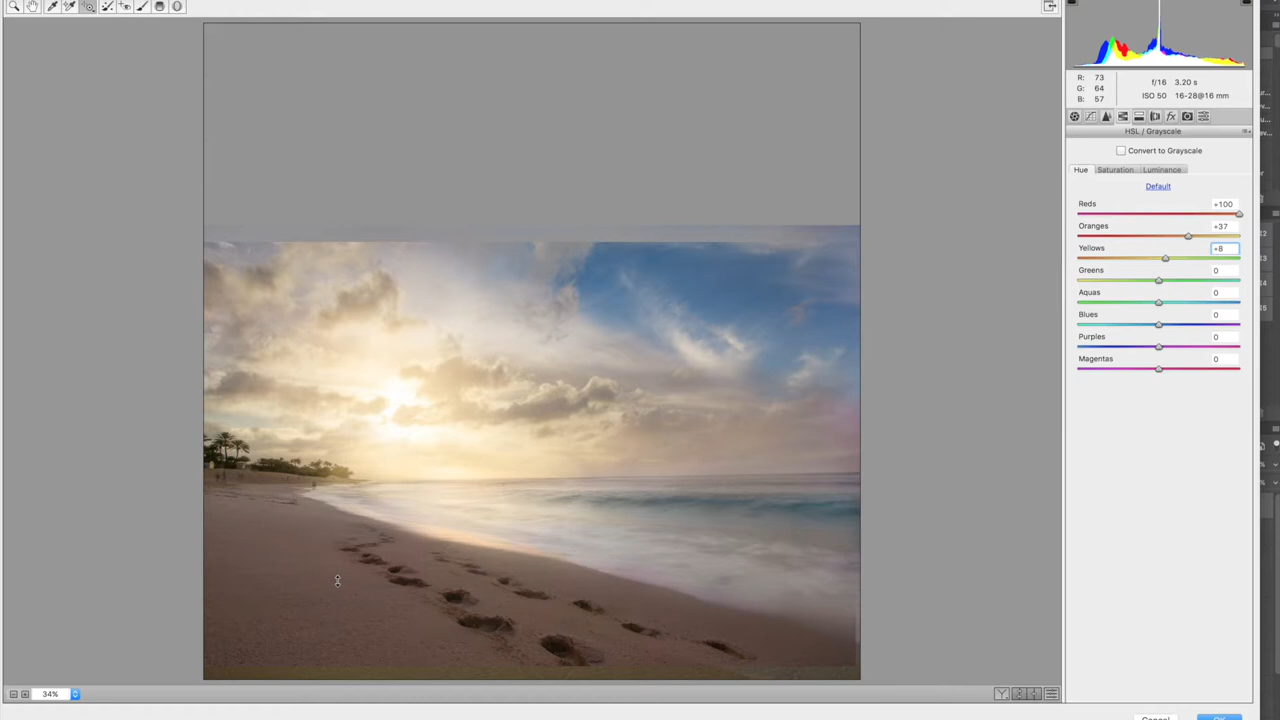 R: 73
G: 64
B: 57
f/16 3.20 s
ISO 50 16-28@16 mm
HSL / Grayscale
Convert to Grayscale
Hue Saturation Luminance
Default
Reds +100
Oranges +37
Yellows +8
Greens 0
Aquas 0
Blues 0
Purples 0
Magentas 0
34%
Cancel OK